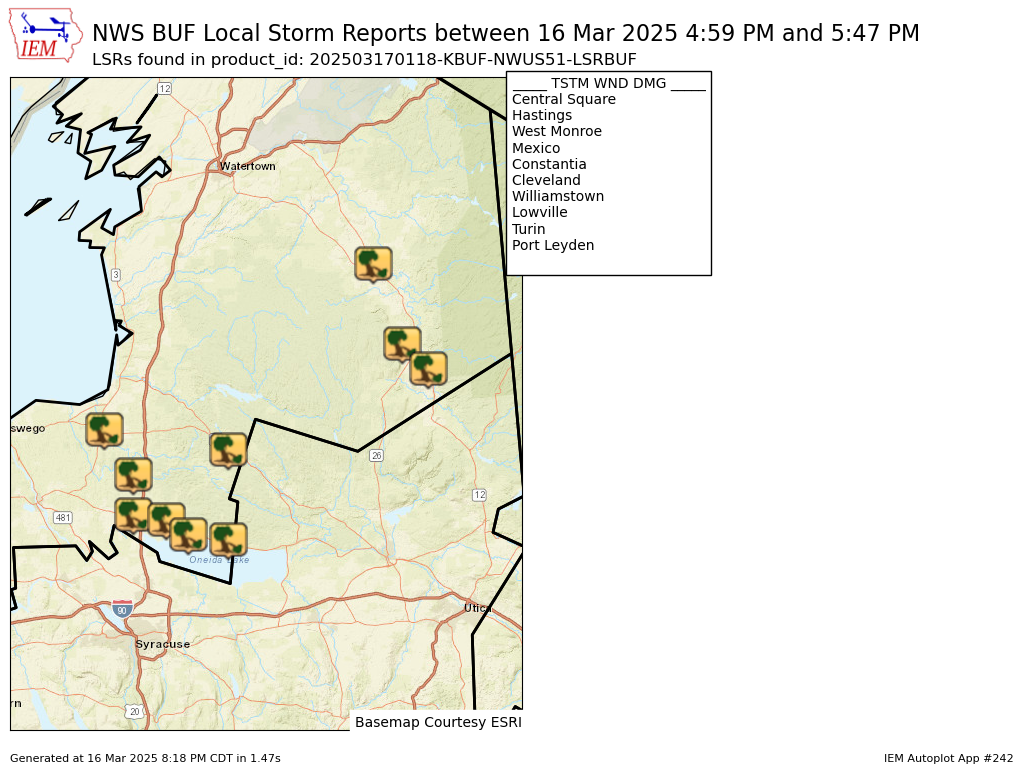 IEM
NWS BUF Local Storm Reports between 16 Mar 2025 4:59 PM and 5:47 PM
LSRs found in product_id: 202503170118-KBUF-NWUS51-LSRBUF
_____ TSTM WND DMG _____
Central Square
Hastings
West Monroe
Mexico
Constantia
Cleveland
Williamstown
Lowville
Turin
Port Leyden
12
Watertown
3
swego
26
12
481
Oneida Lake
90
Utica
Syracuse
rn
20
Basemap Courtesy ESRI
Generated at 16 Mar 2025 8:18 PM CDT in 1.47s
IEM Autoplot App #242